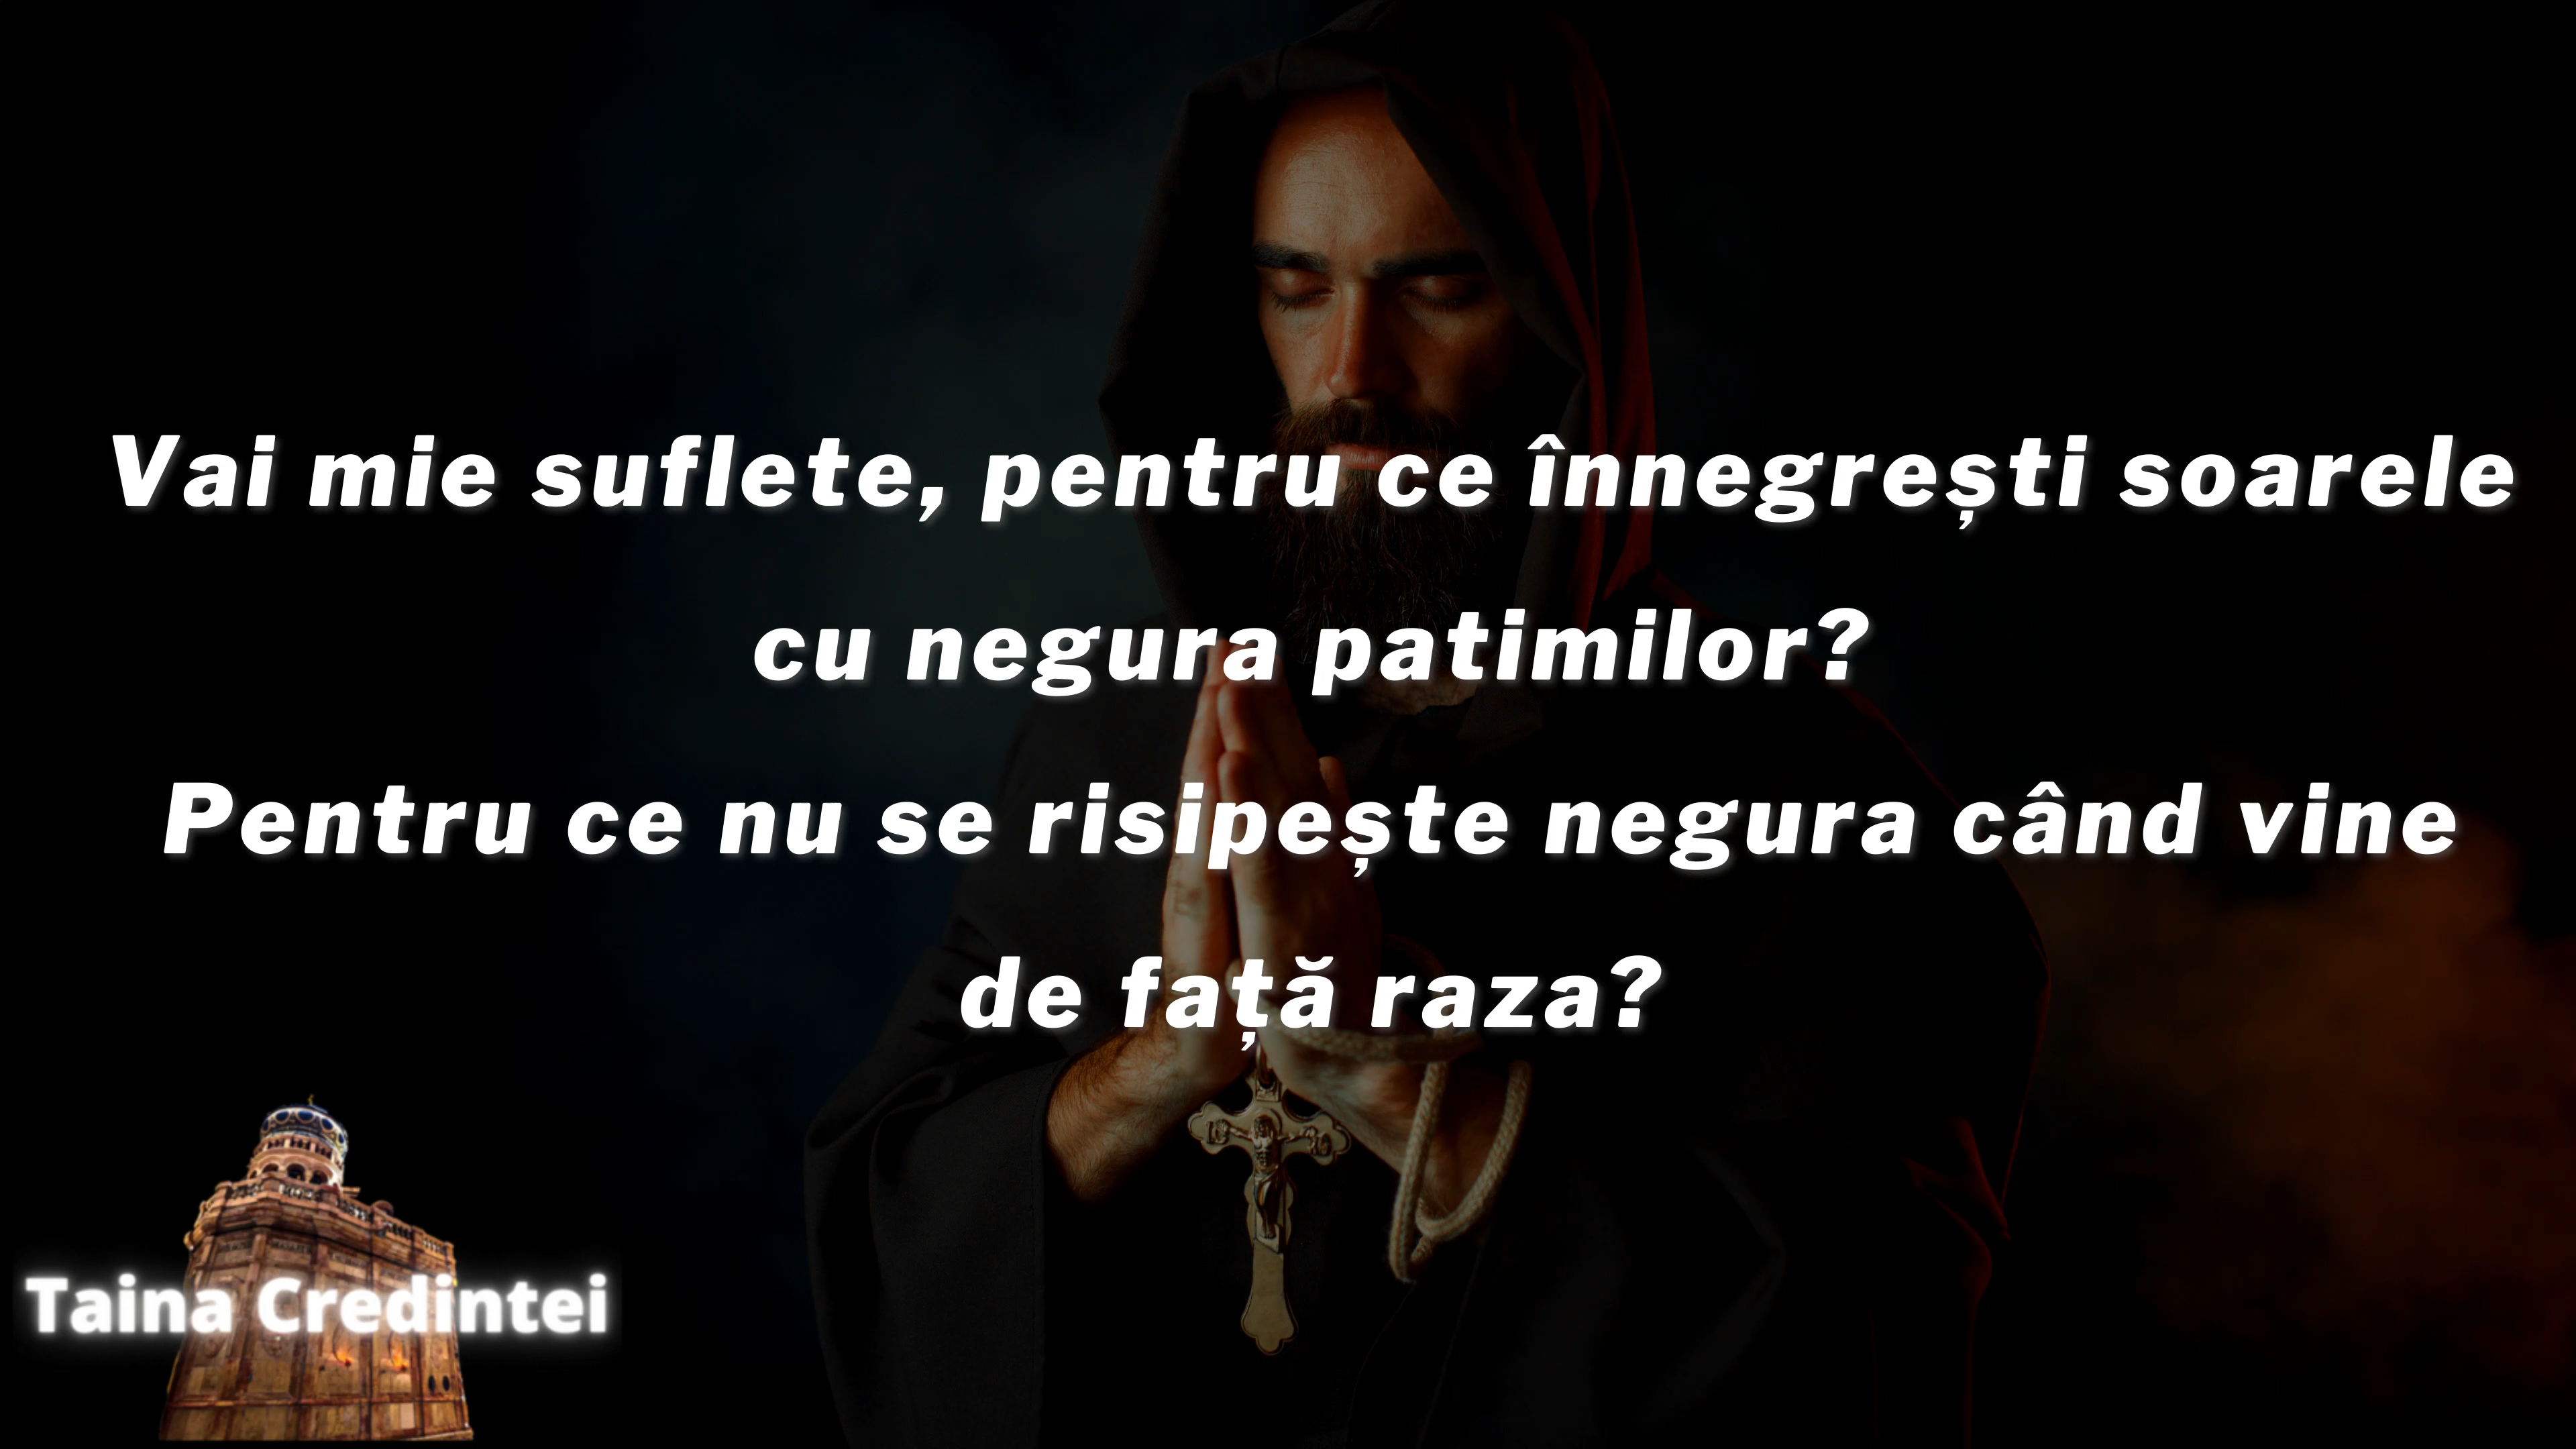 Vai mie suflete, pentru ce înnegrești soarele
cu negura patimilor?
Pentru ce nu se risipește negura când vine
de față raza?
Taina Credintei